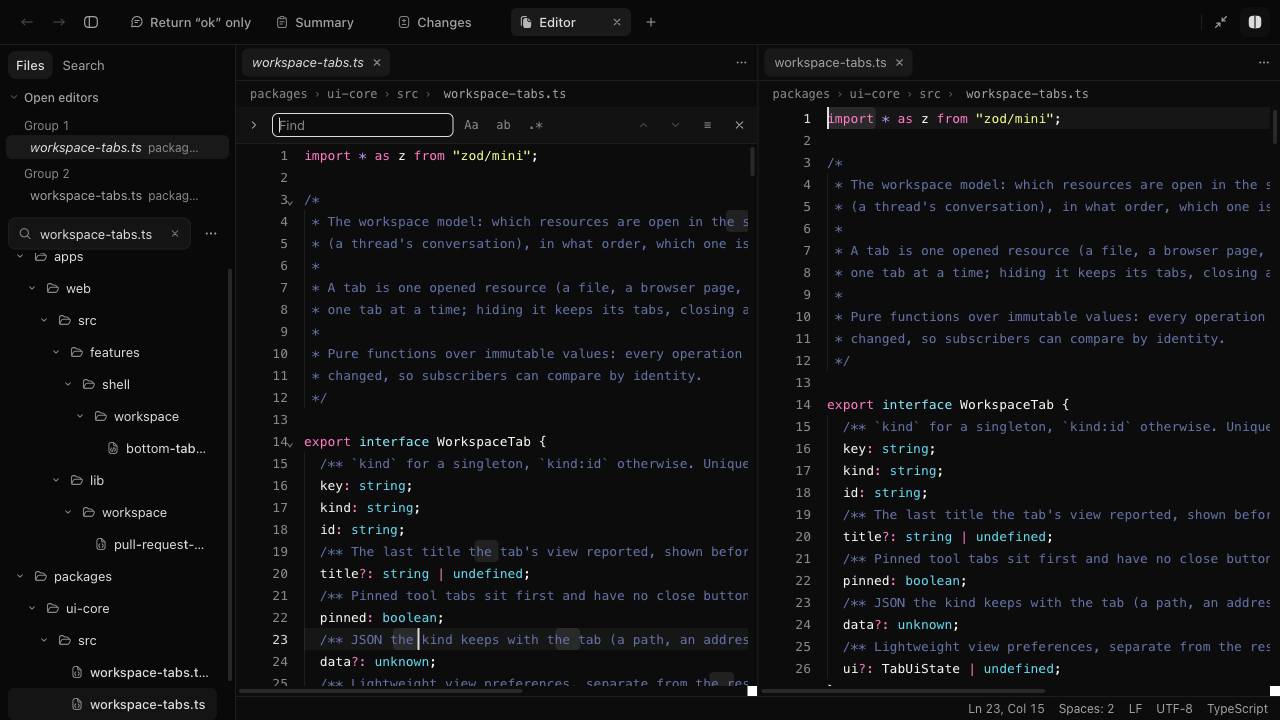 Return “ok” only
Summary
Changes
Editor
Files
Search
Open editors
Group 1
workspace-tabs.ts packag...
Group 2
workspace-tabs.ts packag...
workspace-tabs.ts
apps
web
src
features
shell
workspace
bottom-tab...
lib
workspace
pull-request-...
packages
ui-core
src
workspace-tabs.t...
workspace-tabs.ts
workspace-tabs.ts
packages › ui-core › src › workspace-tabs.ts
Find
Aa
ab
.*
1 import * as z from "zod/mini";
2
3 /*
4 * The workspace model: which resources are open in the s
5 * (a thread's conversation), in what order, which one is
6 *
7 * A tab is one opened resource (a file, a browser page,
8 * one tab at a time; hiding it keeps its tabs, closing a
9 *
10 * Pure functions over immutable values: every operation
11 * changed, so subscribers can compare by identity.
12 */
13
14 export interface WorkspaceTab {
15 /** `kind` for a singleton, `kind:id` otherwise. Unique
16 key: string;
17 kind: string;
18 id: string;
19 /** The last title the tab's view reported, shown befor
20 title?: string | undefined;
21 /** Pinned tool tabs sit first and have no close button
22 pinned: boolean;
23 /** JSON the kind keeps with the tab (a path, an addres
24 data?: unknown;
25 /** Lightweight view preferences, separate from the res
workspace-tabs.ts
packages › ui-core › src › workspace-tabs.ts
1 import * as z from "zod/mini";
2
3 /*
4 * The workspace model: which resources are open in the s
5 * (a thread's conversation), in what order, which one is
6 *
7 * A tab is one opened resource (a file, a browser page,
8 * one tab at a time; hiding it keeps its tabs, closing a
9 *
10 * Pure functions over immutable values: every operation
11 * changed, so subscribers can compare by identity.
12 */
13
14 export interface WorkspaceTab {
15 /** `kind` for a singleton, `kind:id` otherwise. Unique
16 key: string;
17 kind: string;
18 id: string;
19 /** The last title the tab's view reported, shown befor
20 title?: string | undefined;
21 /** Pinned tool tabs sit first and have no close button
22 pinned: boolean;
23 /** JSON the kind keeps with the tab (a path, an addres
24 data?: unknown;
25 /** Lightweight view preferences, separate from the res
26 ui?: TabUiState | undefined;
Ln 23, Col 15 Spaces: 2 LF UTF-8 TypeScript